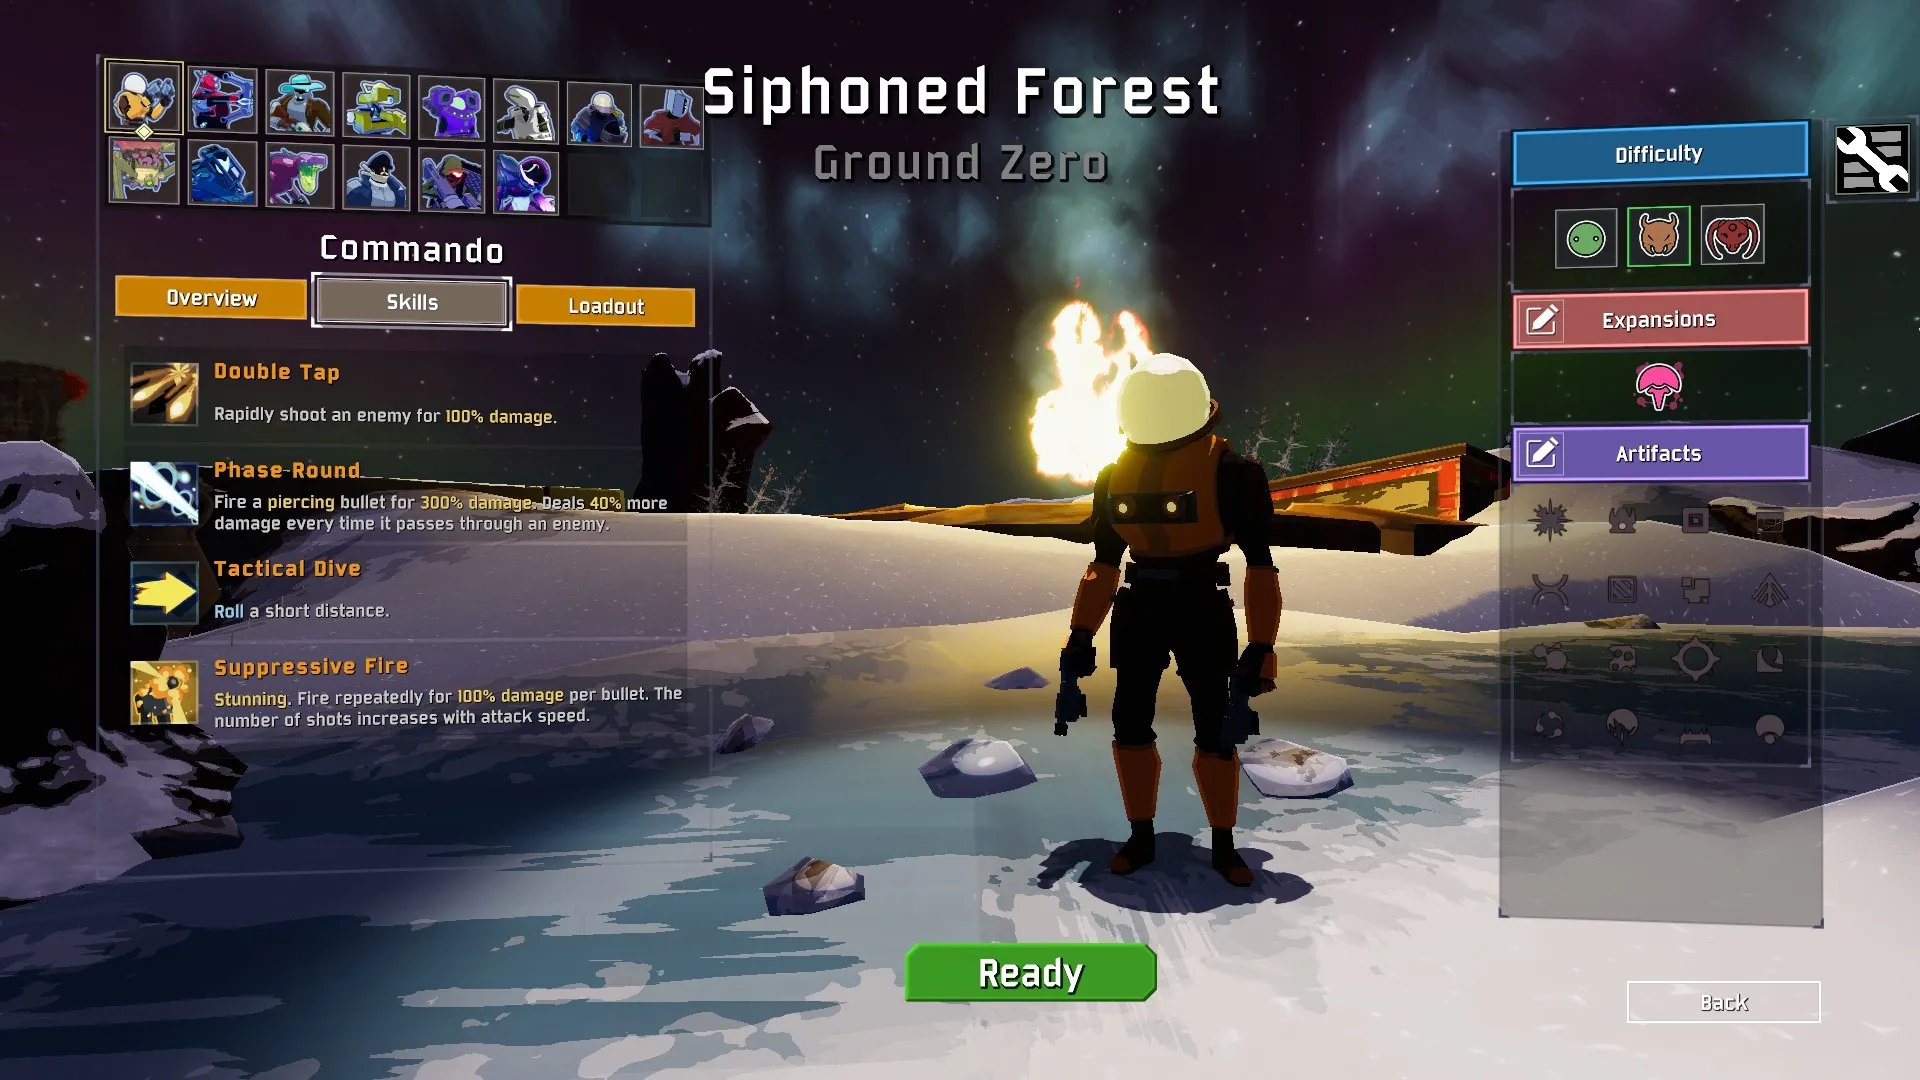 Siphoned Forest
Ground Zero
Commando
Overview
Skills
Loadout
Double Tap
Rapidly shoot an enemy for 100% damage.
Phase Round
Fire a piercing bullet for 300% damage. Deals 40% more
damage every time it passes through an enemy.
Tactical Dive
Roll a short distance.
Suppressive Fire
Stunning. Fire repeatedly for 100% damage per bullet. The
number of shots increases with attack speed.
Difficulty
Expansions
Artifacts
Ready
Back